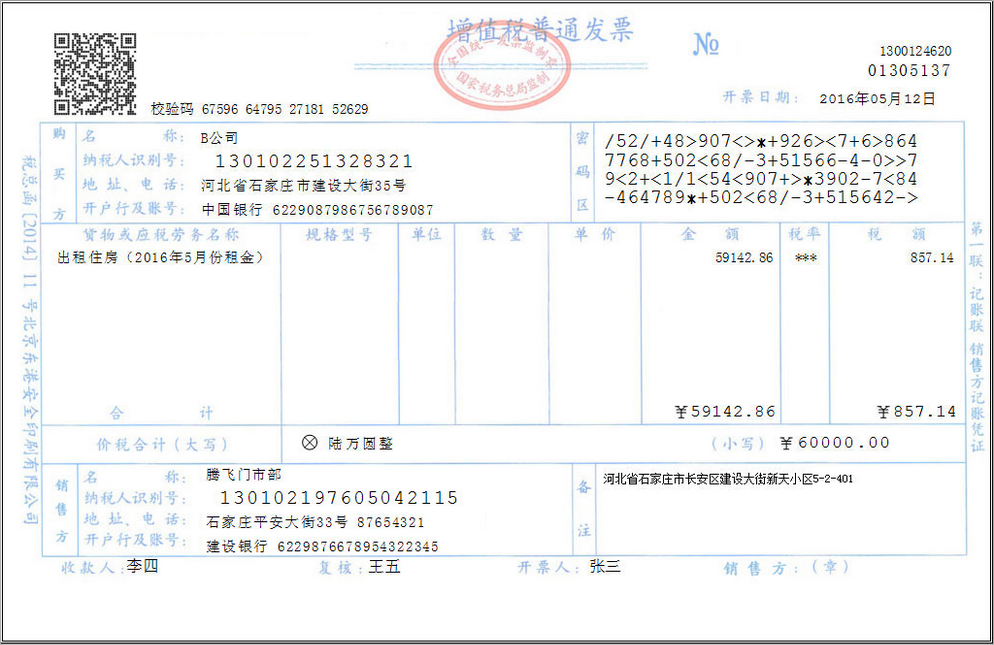 增值税普通发票
全国统一发票监制章
国家税务总局监制
№
1300124620
01305137
校验码 67596 64795 27181 52629
开票日期： 2016年05月12日
购买方
名 称： B公司
纳税人识别号： 130102251328321
地址、电话： 河北省石家庄市建设大街35号
开户行及账号： 中国银行 6229087986756789087
密码区
/52/+48>907<>*+926><7+6>864
7768+502<68/-3+51566-4-0>>7
9<2+<1/1<54<907+>*3902-7<84
-464789*+502<68/-3+515642->
货物或应税劳务名称 规格型号 单位 数量 单价 金额 税率 税额
出租住房（2016年5月份租金） 59142.86 *** 857.14
合 计 ￥59142.86 ￥857.14
价税合计（大写） ⊗ 陆万圆整 （小写） ￥60000.00
销售方
名 称： 腾飞门市部
纳税人识别号： 130102197605042115
地址、电话： 石家庄平安大街33号 87654321
开户行及账号： 建设银行 6229876678954322345
备注
河北省石家庄市长安区建设大街新天小区5-2-401
收款人：李四 复核：王五 开票人：张三 销售方：（章）
税总函[2014] 11 号北京东港安全印刷有限公司
第一联：记账联 销售方记账凭证